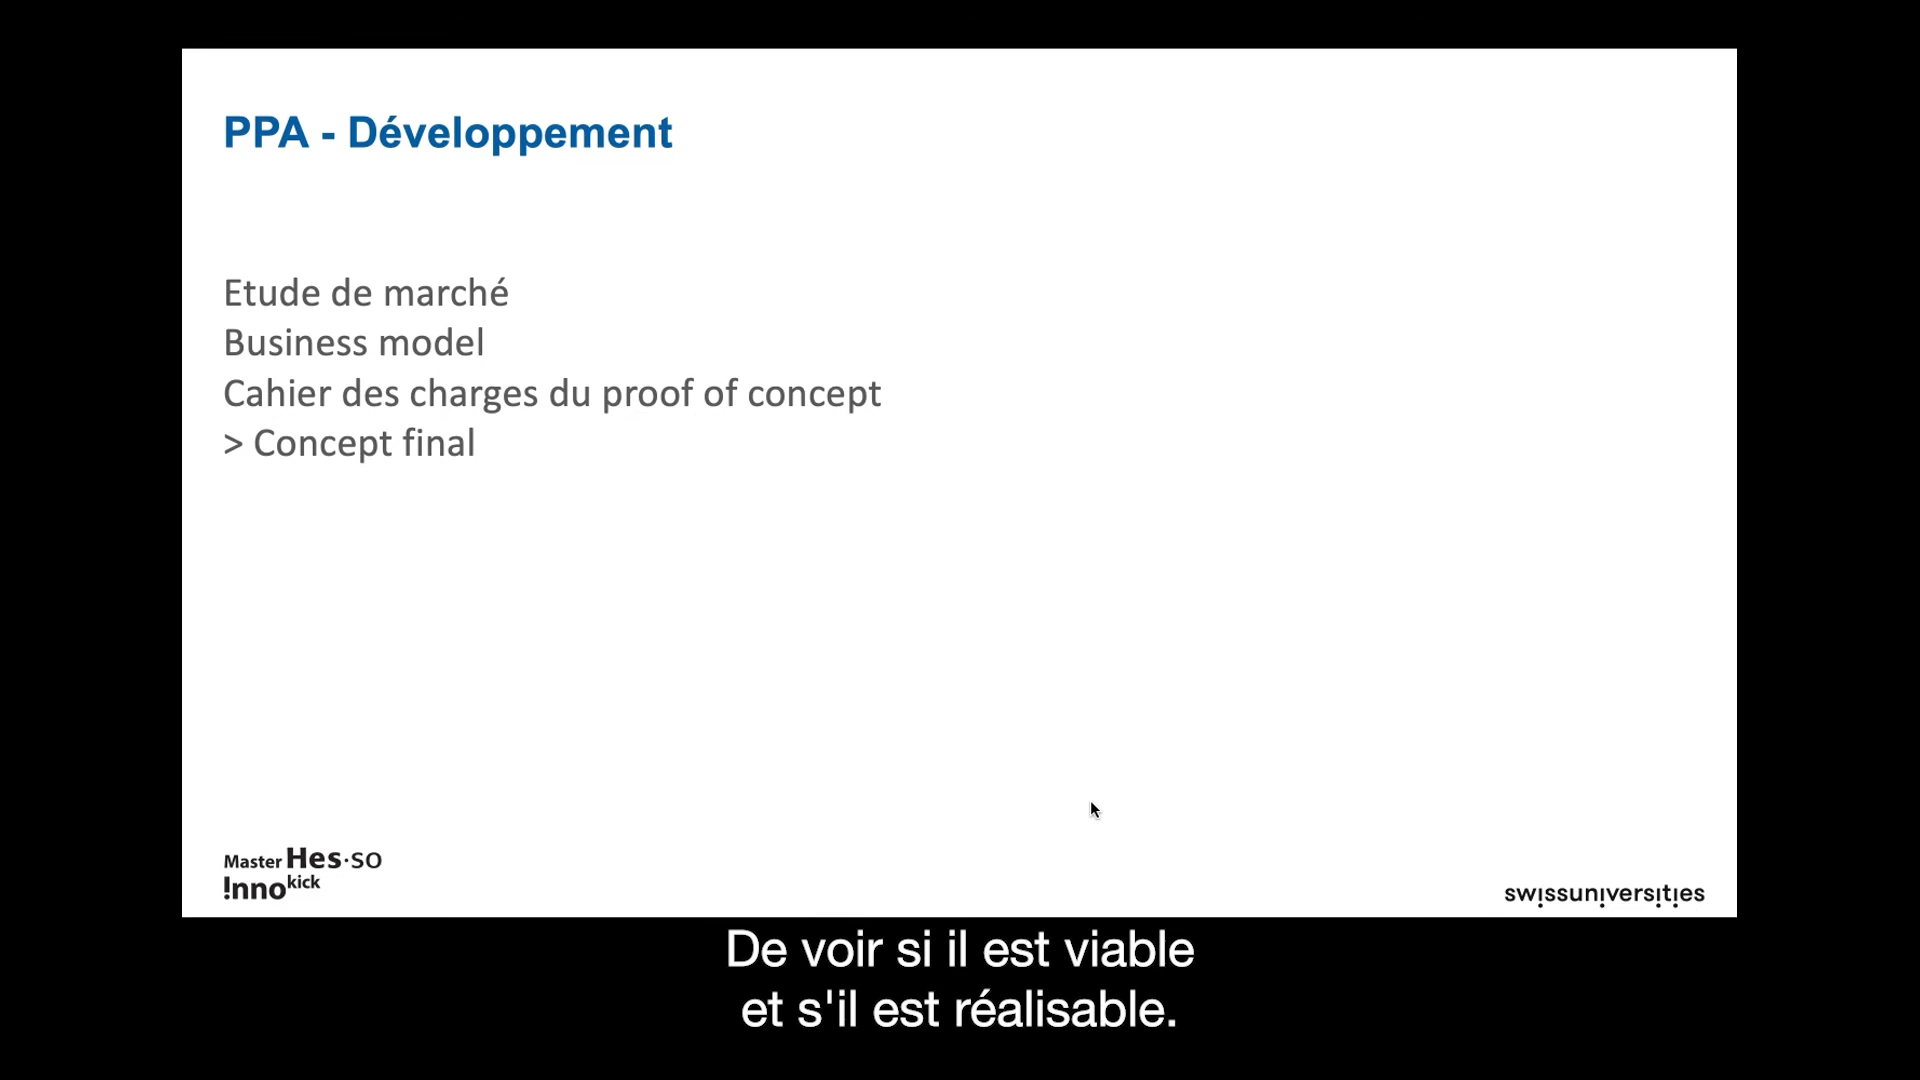 PPA - Développement
Etude de marché
Business model
Cahier des charges du proof of concept
> Concept final
Master Hes·so
!nnokick
swissuniversities
De voir si il est viable
et s'il est réalisable.